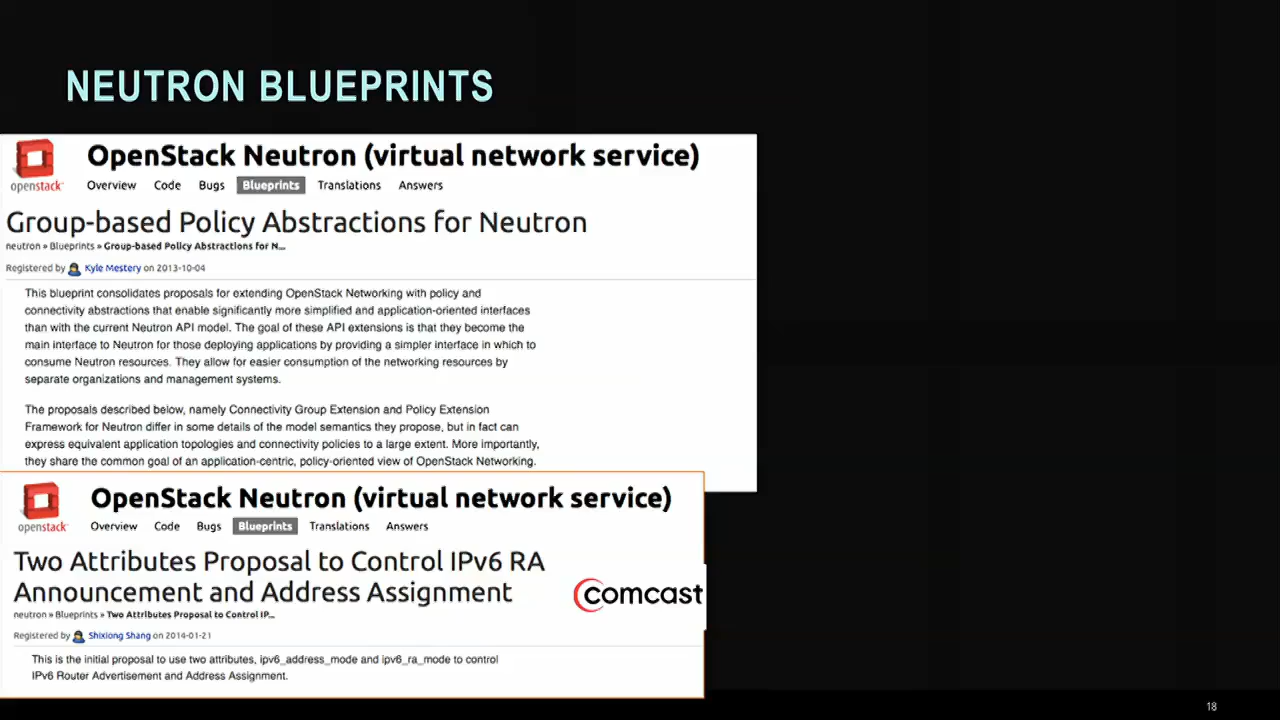 NEUTRON BLUEPRINTS
openstack
OpenStack Neutron (virtual network service)
Overview Code Bugs Blueprints Translations Answers
Group-based Policy Abstractions for Neutron
neutron » Blueprints » Group-based Policy Abstractions for N...
Registered by Kyle Mestery on 2013-10-04
This blueprint consolidates proposals for extending OpenStack Networking with policy and
connectivity abstractions that enable significantly more simplified and application-oriented interfaces
than with the current Neutron API model. The goal of these API extensions is that they become the
main interface to Neutron for those deploying applications by providing a simpler interface in which to
consume Neutron resources. They allow for easier consumption of the networking resources by
separate organizations and management systems.
The proposals described below, namely Connectivity Group Extension and Policy Extension
Framework for Neutron differ in some details of the model semantics they propose, but in fact can
express equivalent application topologies and connectivity policies to a large extent. More importantly,
they share the common goal of an application-centric, policy-oriented view of OpenStack Networking.
openstack
OpenStack Neutron (virtual network service)
Overview Code Bugs Blueprints Translations Answers
Two Attributes Proposal to Control IPv6 RA
Announcement and Address Assignment
comcast
neutron » Blueprints » Two Attributes Proposal to Control IP...
Registered by Shixiong Shang on 2014-01-21
This is the initial proposal to use two attributes, ipv6_address_mode and ipv6_ra_mode to control
IPv6 Router Advertisement and Address Assignment.
18